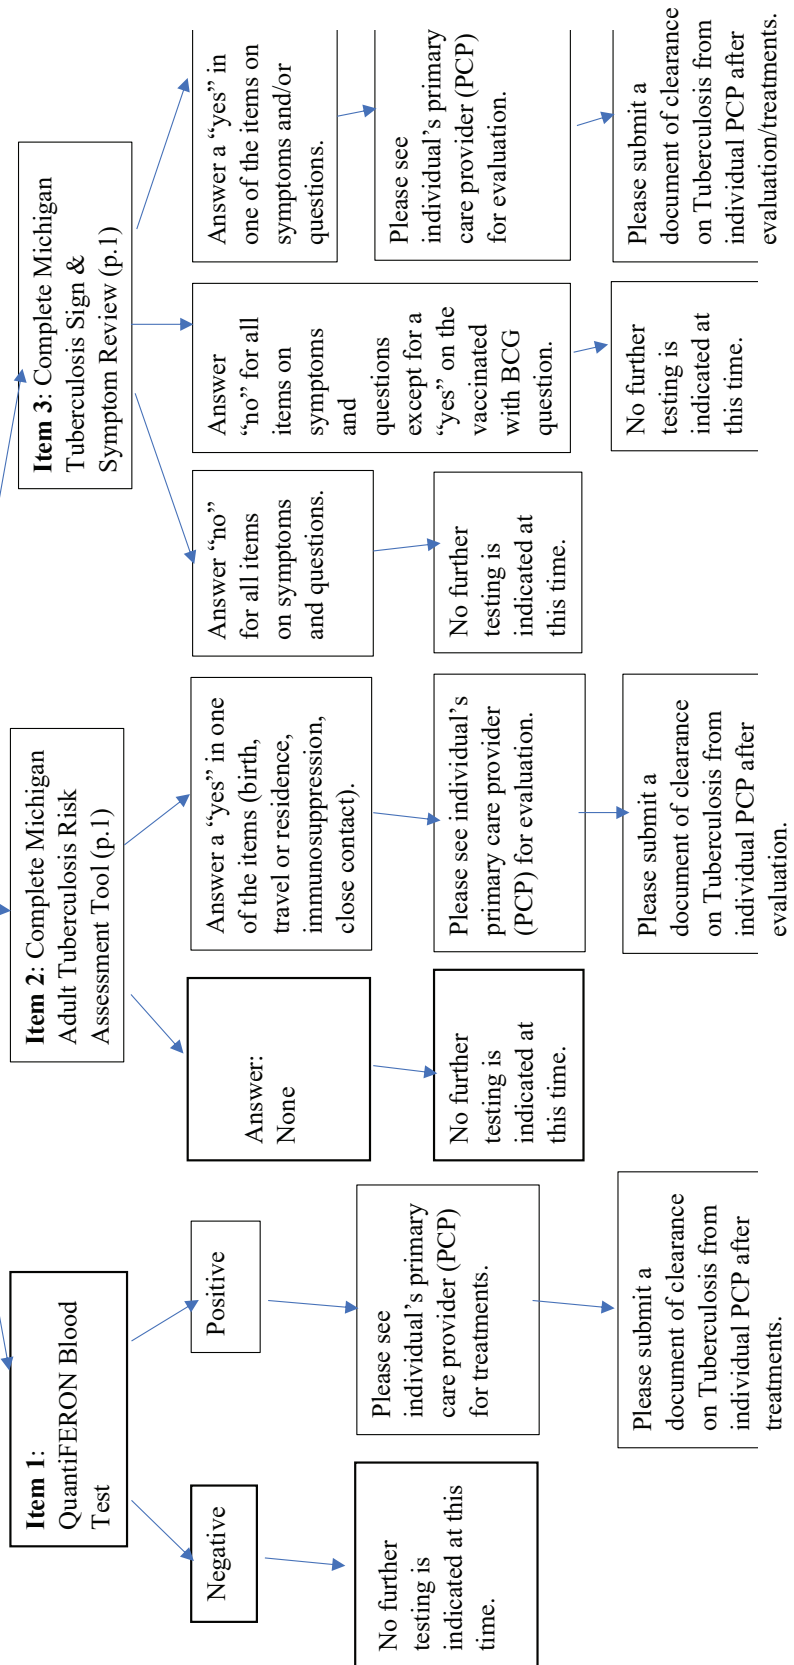 Item 1:
QuantiFERON Blood
Test
Negative
No further
testing is
indicated at this
time.
Positive
Please see
individual’s primary
care provider (PCP)
for treatments.
Please submit a
document of clearance
on Tuberculosis from
individual PCP after
treatments.
Item 2: Complete Michigan
Adult Tuberculosis Risk
Assessment Tool (p.1)
Answer:
None
No further
testing is
indicated at
this time.
Answer a “yes” in one
of the items (birth,
travel or residence,
immunosuppression,
close contact).
Please see individual’s
primary care provider
(PCP) for evaluation.
Please submit a
document of clearance
on Tuberculosis from
individual PCP after
evaluation.
Item 3: Complete Michigan
Tuberculosis Sign &
Symptom Review (p.1)
Answer “no”
for all items
on symptoms
and questions.
No further
testing is
indicated at
this time.
Answer
“no” for all
items on
symptoms
and
questions
except for a
“yes” on the
vaccinated
with BCG
question.
No further
testing is
indicated at
this time.
Answer a “yes” in
one of the items on
symptoms and/or
questions.
Please see
individual’s primary
care provider (PCP)
for evaluation.
Please submit a
document of clearance
on Tuberculosis from
individual PCP after
evaluation/treatments.